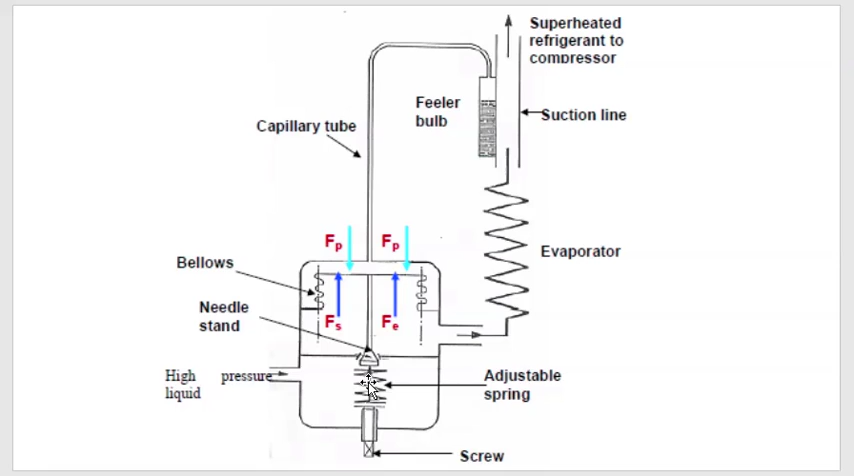 Superheated
refrigerant to
compressor
Feeler
bulb
Suction line
Capillary tube
Fp Fp
Bellows
Evaporator
Needle
stand
Fs Fe
High pressure
liquid
Adjustable
spring
Screw